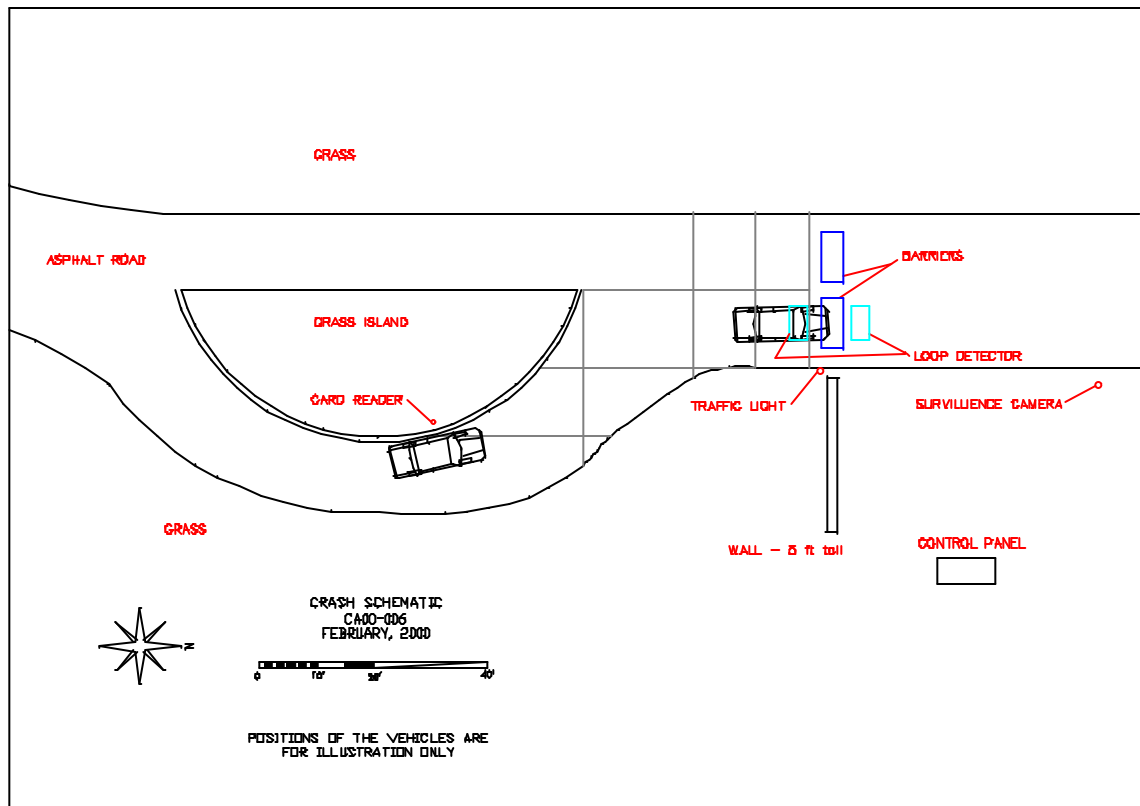 GRASS
ASPHALT ROAD
BARRIERS
GRASS ISLAND
LOOP DETECTOR
CARD READER
TRAFFIC LIGHT
SURVILLIENCE CAMERA
GRASS
WALL - 8 ft tall
CONTROL PANEL
CRASH SCHEMATIC
CA00-006
FEBRUARY, 2000
N
0 10' 20' 40'
POSITIONS OF THE VEHICLES ARE
FOR ILLUSTRATION ONLY